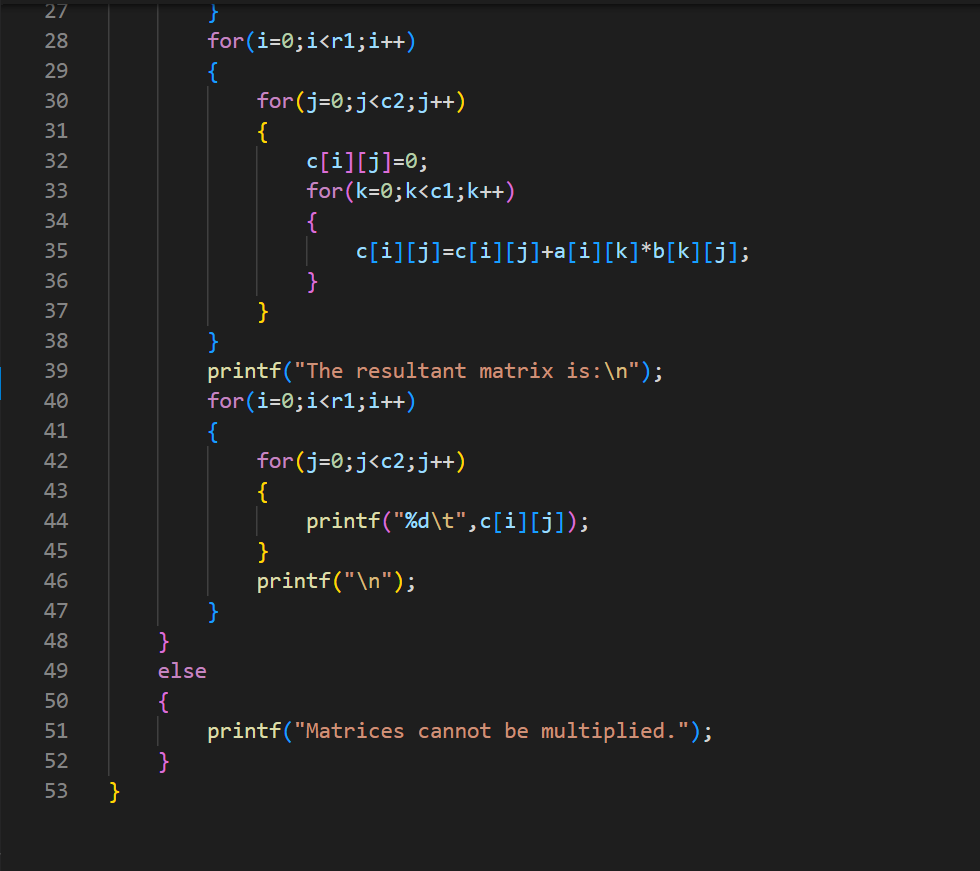 27 }
28 for(i=0;i<r1;i++)
29 {
30 for(j=0;j<c2;j++)
31 {
32 c[i][j]=0;
33 for(k=0;k<c1;k++)
34 {
35 c[i][j]=c[i][j]+a[i][k]*b[k][j];
36 }
37 }
38 }
39 printf("The resultant matrix is:\n");
40 for(i=0;i<r1;i++)
41 {
42 for(j=0;j<c2;j++)
43 {
44 printf("%d\t",c[i][j]);
45 }
46 printf("\n");
47 }
48 }
49 else
50 {
51 printf("Matrices cannot be multiplied.");
52 }
53 }